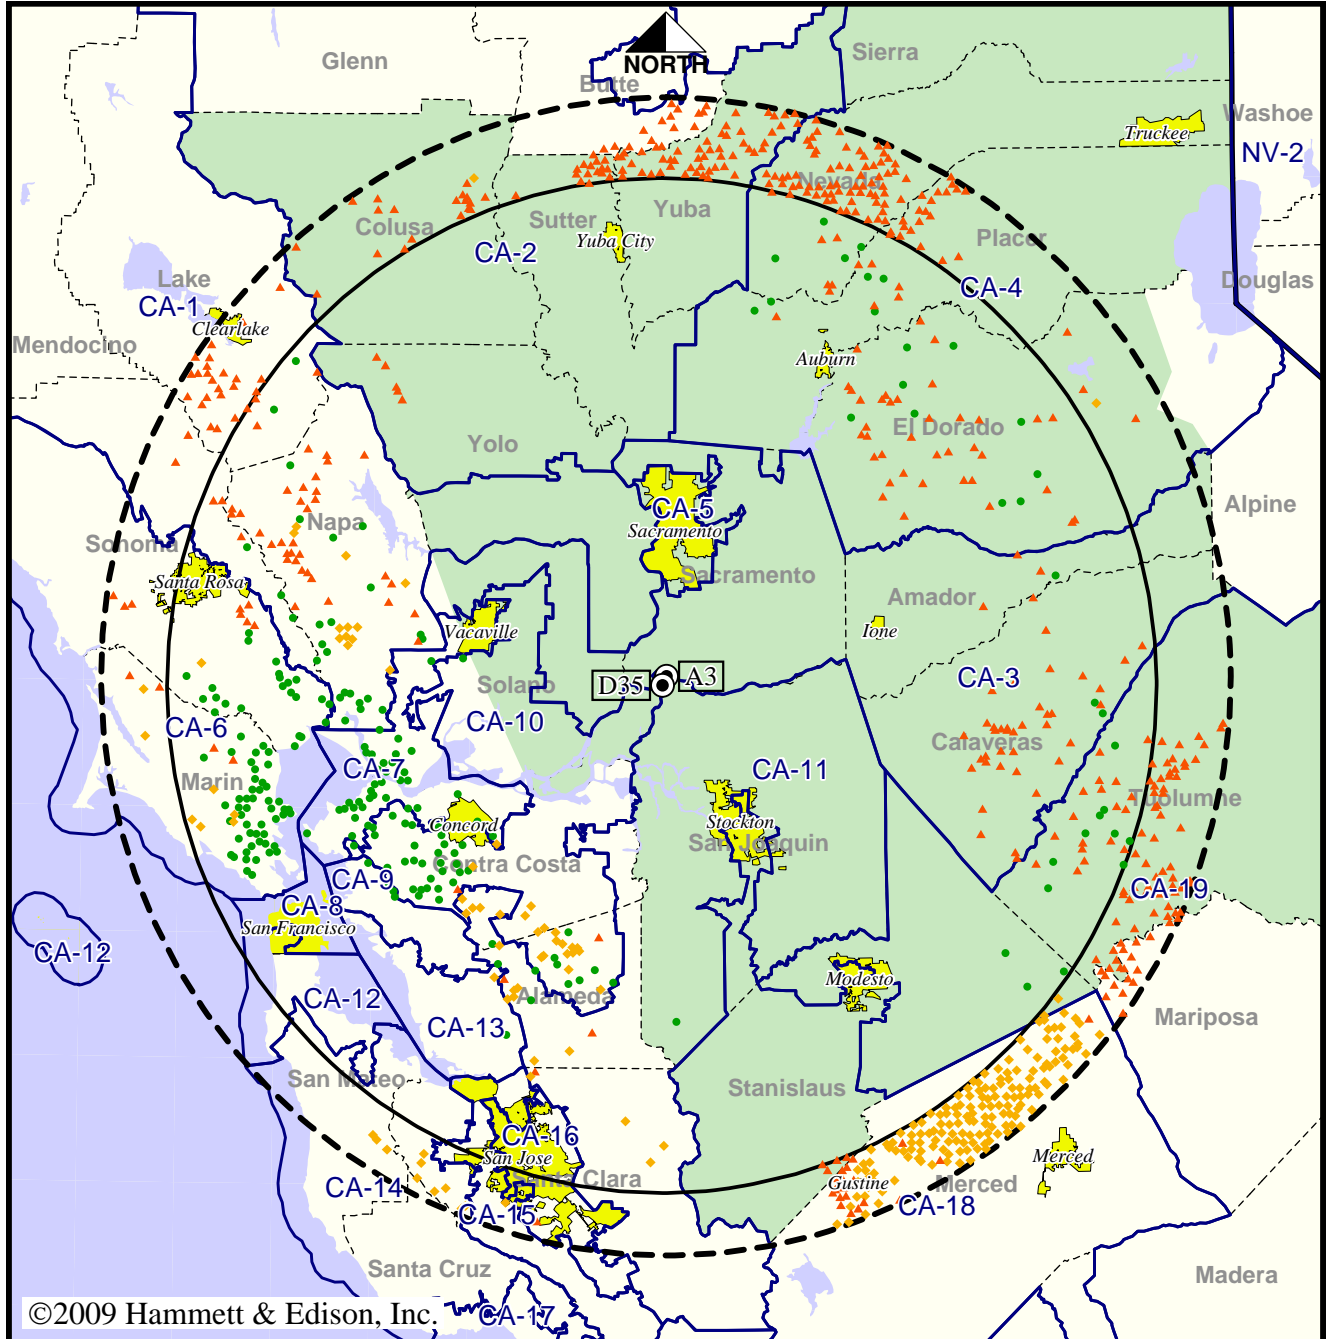 Glenn
Sierra
NORTH
Butte
Washoe
Truckee
NV-2
Nevada
Colusa
Sutter
Yuba
Yuba City
Placer
CA-2
Lake
CA-4
Douglas
CA-1
Clearlake
Mendocino
Auburn
El Dorado
Yolo
CA-5
Sacramento
Alpine
Napa
Sonoma
Santa Rosa
Sacramento
Amador
Vacaville
Ione
Solano
D35
A3
CA-3
CA-6
CA-10
Calaveras
CA-7
CA-11
Marin
Tuolumne
Concord
Stockton
San Joaquin
Contra Costa
CA-9
CA-19
CA-8
San Francisco
CA-12
Modesto
CA-12
Alameda
CA-13
Mariposa
San Mateo
Stanislaus
CA-16
San Jose
Merced
Santa Clara
Gustine
Merced
CA-14
CA-18
CA-15
Santa Cruz
Madera
©2009 Hammett & Edison, Inc.
CA-17